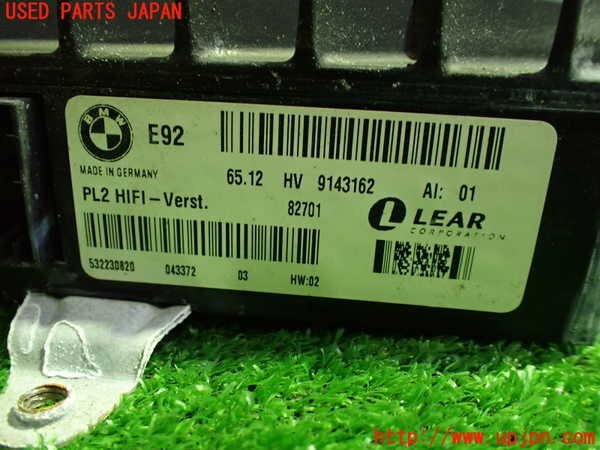 USED PARTS JAPAN
BMW
E92
MADE IN GERMANY
65.12 HV 9143162 AI: 01
PL2 HIFI-Verst.
82701
LEAR
CORPORATION
532230820 043372 03 HW:02
http://www.upjpn.com/